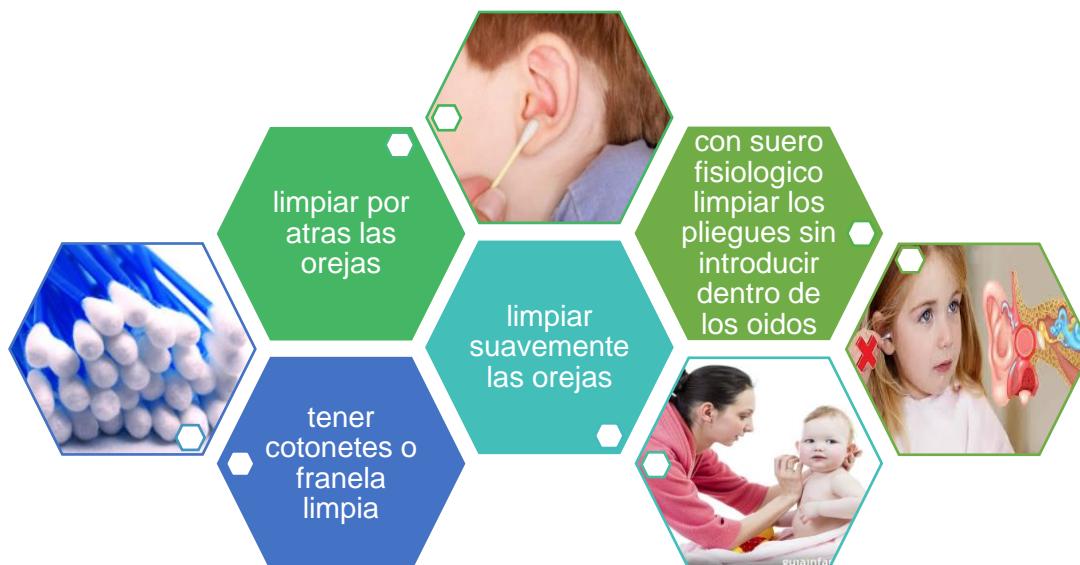 limpiar por
atras las
orejas
con suero
fisiologico
limpiar los
pliegues sin
introducir
dentro de
los oidos
limpiar
suavemente
las orejas
tener
cotonetes o
franela
limpia